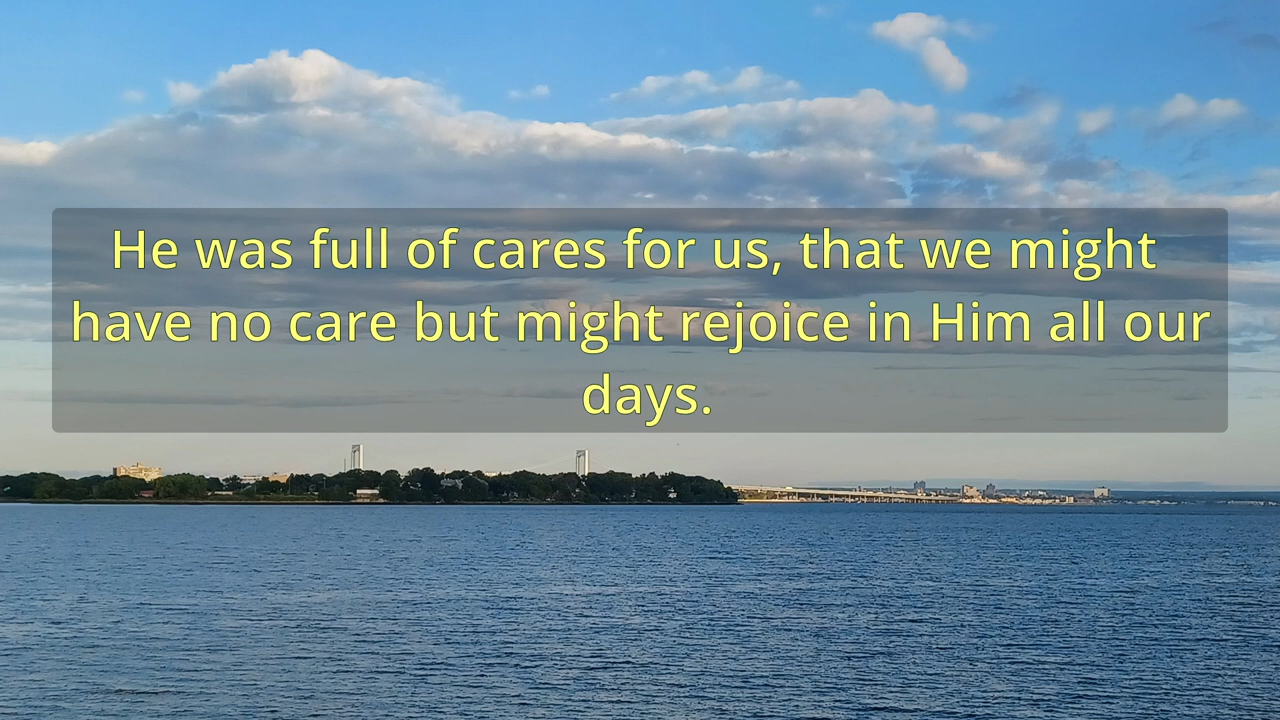 He was full of cares for us, that we might
have no care but might rejoice in Him all our
days.